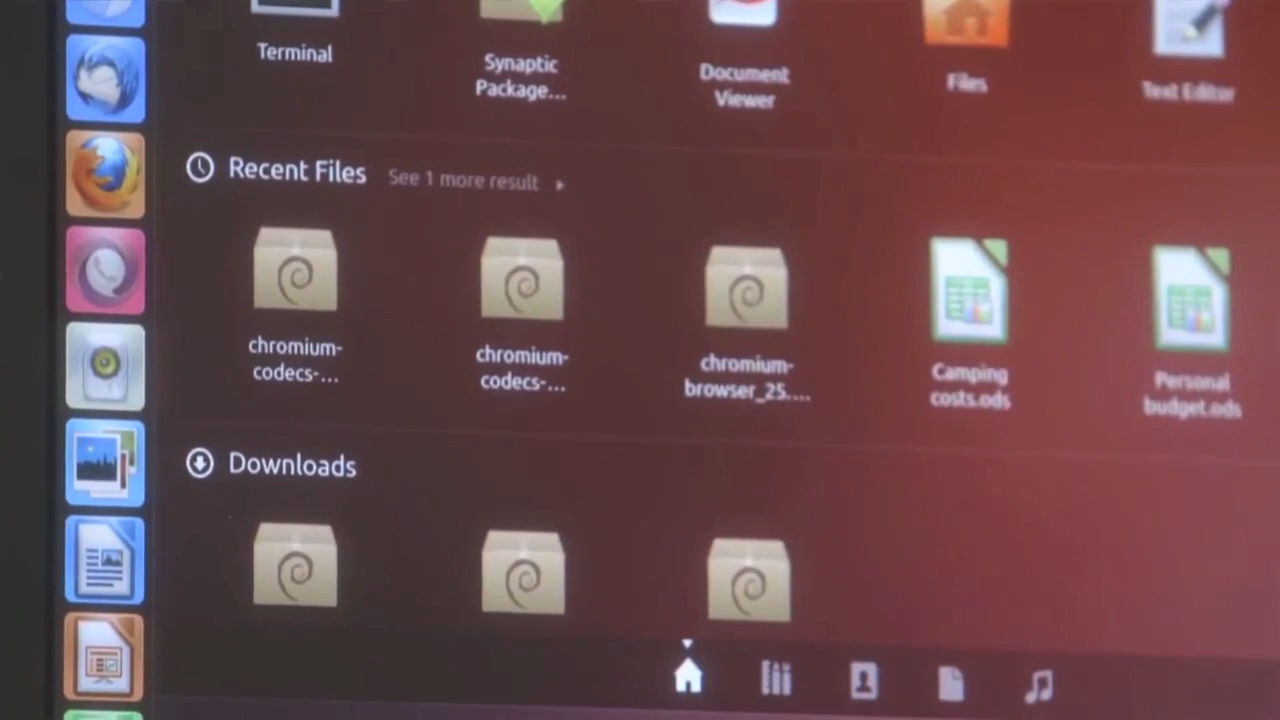 Terminal
Synaptic
Package...
Document
Viewer
Files
Text Editor
Recent Files See 1 more result
chromium-
codecs-...
chromium-
codecs-...
chromium-
browser_25....
Camping
costs.ods
Personal
budget.ods
Downloads